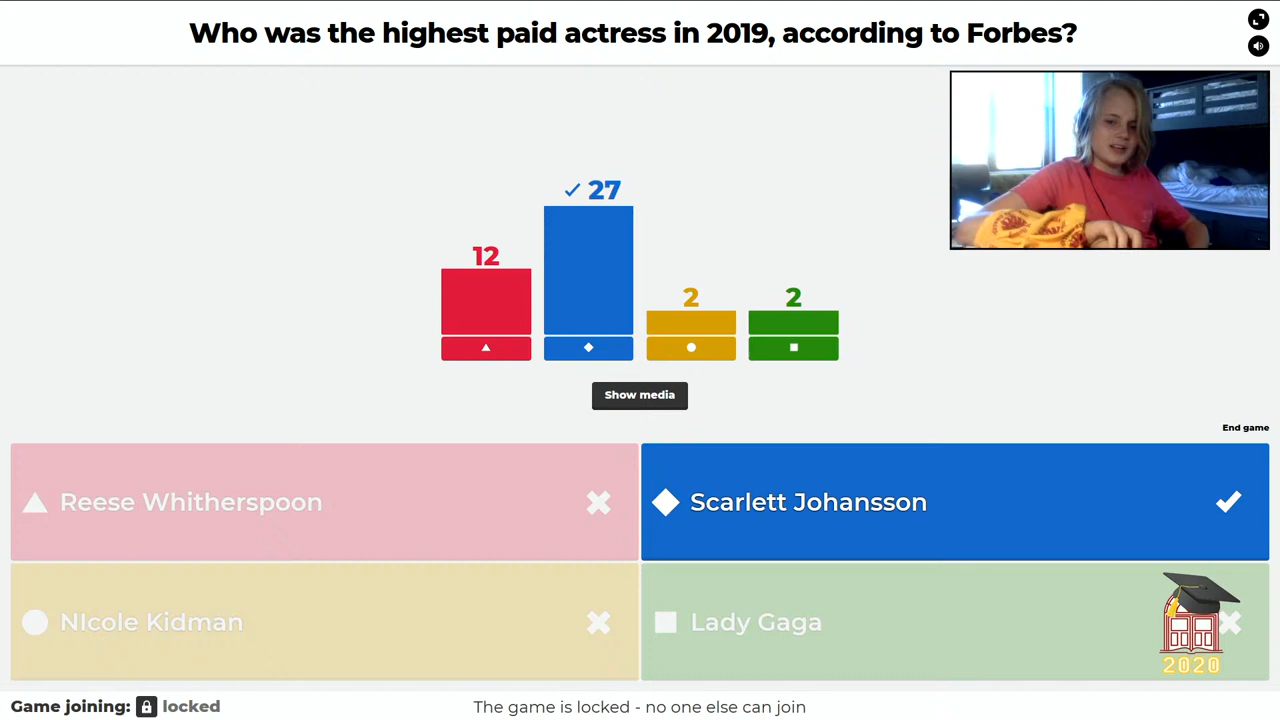 Who was the highest paid actress in 2019, according to Forbes?
12
27
2
2
Show media
End game
Reese Whitherspoon
Scarlett Johansson
NIcole Kidman
Lady Gaga
2020
Game joining: locked
The game is locked - no one else can join